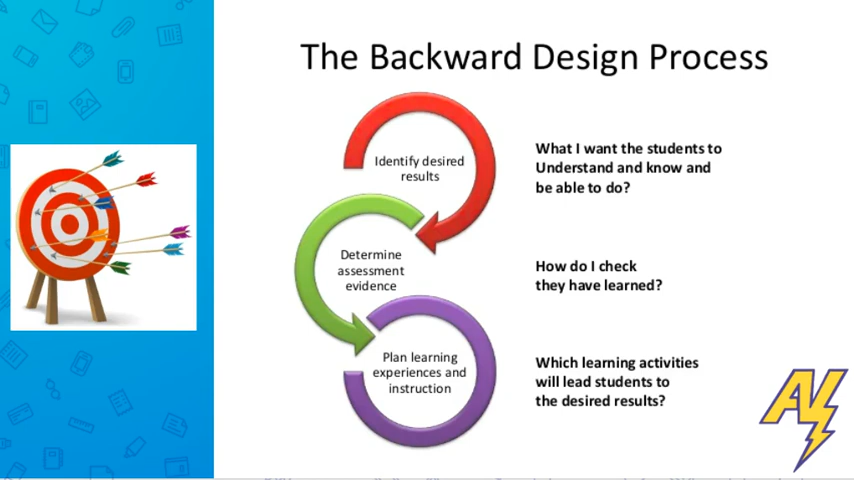 The Backward Design Process
Identify desired
results
What I want the students to
Understand and know and
be able to do?
Determine
assessment
evidence
How do I check
they have learned?
Plan learning
experiences and
instruction
Which learning activities
will lead students to
the desired results?